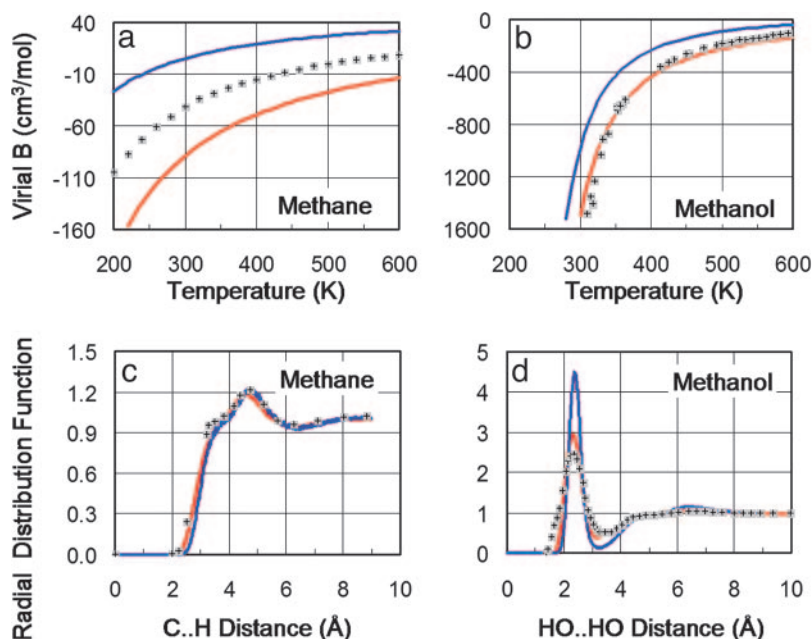 a
40
-10
-60
-110
-160
Virial B (cm³/mol)
Methane
200 300 400 500 600
Temperature (K)
b
0
-400
-800
1200
1600
Methanol
200 300 400 500 600
Temperature (K)
c
1.5
1.2
0.9
0.6
0.3
0.0
Radial Distribution Function
Methane
0 2 4 6 8 10
C..H Distance (Å)
d
5
4
3
2
1
0
Methanol
0 2 4 6 8 10
HO..HO Distance (Å)